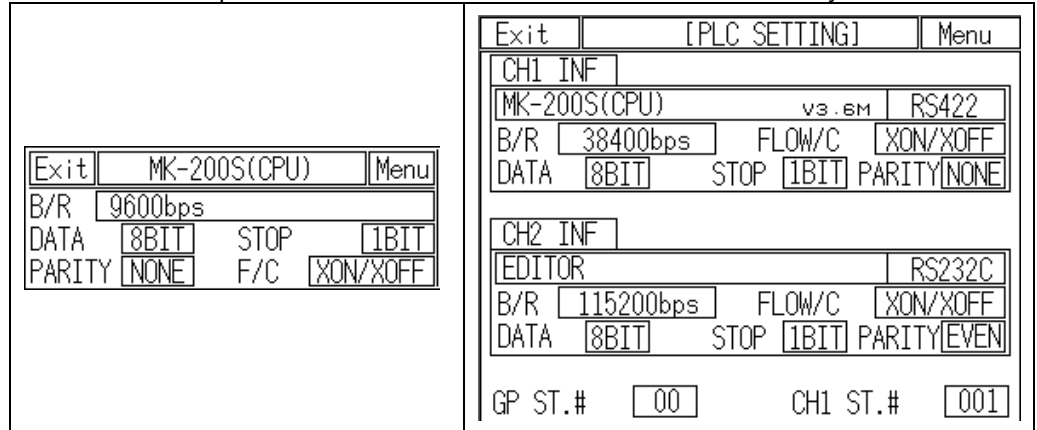 Exit MK-200S(CPU) Menu
B/R 9600bps
DATA 8BIT STOP 1BIT
PARITY NONE F/C XON/XOFF
Exit [PLC SETTING] Menu
CH1 INF
MK-200S(CPU) V3.6M RS422
B/R 38400bps FLOW/C XON/XOFF
DATA 8BIT STOP 1BIT PARITY NONE
CH2 INF
EDITOR RS232C
B/R 115200bps FLOW/C XON/XOFF
DATA 8BIT STOP 1BIT PARITY EVEN
GP ST.# 00 CH1 ST.# 001